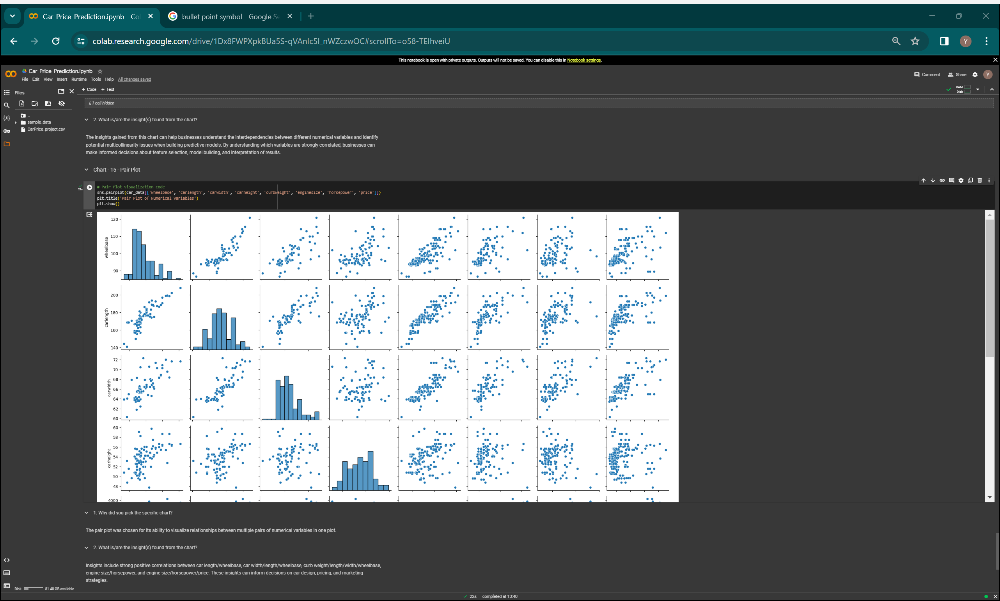 Car_Price_Prediction.ipynb - Col
bullet point symbol - Google Se
colab.research.google.com/drive/1Dx8FWPXpkBUa5S-qVAnIc5l_nWZczwOC#scrollTo=o58-TEIhveiU
Y
This notebook is open with private outputs. Outputs will not be saved. You can disable this in Notebook settings.
CO
Car_Price_Prediction.ipynb
File Edit View Insert Runtime Tools Help All changes saved
Comment Share Y
Files
+ Code + Text
RAM
Disk
{x}
..
sample_data
CarPrice_project.csv
1 cell hidden
2. What is/are the insight(s) found from the chart?
The insights gained from this chart can help businesses understand the interdependencies between different numerical variables and identify
potential multicollinearity issues when building predictive models. By understanding which variables are strongly correlated, businesses can
make informed decisions about feature selection, model building, and interpretation of results.
Chart - 15 - Pair Plot
22s
# Pair Plot visualization code
sns.pairplot(car_data[['wheelbase', 'carlength', 'carwidth', 'carheight', 'curbweight', 'enginesize', 'horsepower', 'price']])
plt.title('Pair Plot of Numerical Variables')
plt.show()
wheelbase
120
110
100
90
carlength
200
180
160
140
carwidth
72
70
68
66
64
62
60
carheight
60
58
56
54
52
50
48
4000
1. Why did you pick the specific chart?
The pair plot was chosen for its ability to visualize relationships between multiple pairs of numerical variables in one plot.
2. What is/are the insight(s) found from the chart?
Insights include strong positive correlations between car length/wheelbase, car width/length/wheelbase, curb weight/length/width/wheelbase,
engine size/horsepower, and engine size/horsepower/price. These insights can inform decisions on car design, pricing, and marketing
strategies.
Disk 81.40 GB available
22s completed at 13:40